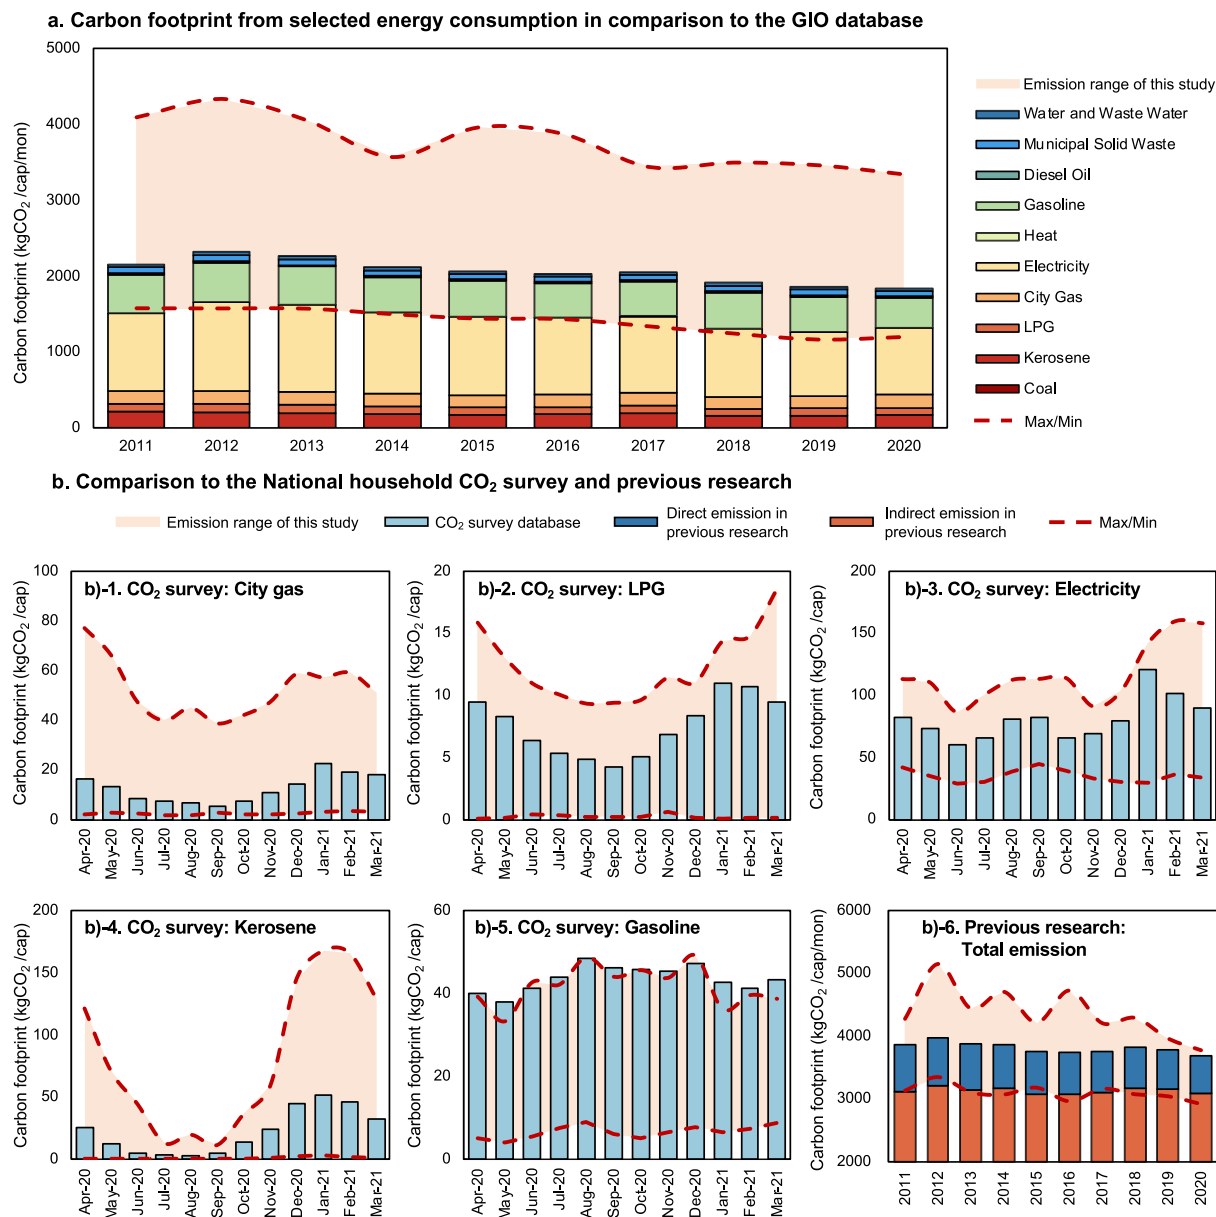 a. Carbon footprint from selected energy consumption in comparison to the GIO database
Carbon footprint (kgCO₂ /cap/mon)
5000
4000
3000
2000
1000
0
2011 2012 2013 2014 2015 2016 2017 2018 2019 2020
Emission range of this study
Water and Waste Water
Municipal Solid Waste
Diesel Oil
Gasoline
Heat
Electricity
City Gas
LPG
Kerosene
Coal
Max/Min
b. Comparison to the National household CO₂ survey and previous research
Emission range of this study
CO₂ survey database
Direct emission in
previous research
Indirect emission in
previous research
Max/Min
b)-1. CO₂ survey: City gas
Carbon footprint (kgCO₂ /cap)
100
80
60
40
20
0
Apr-20 May-20 Jun-20 Jul-20 Aug-20 Sep-20 Oct-20 Nov-20 Dec-20 Jan-21 Feb-21 Mar-21
b)-2. CO₂ survey: LPG
Carbon footprint (kgCO₂ /cap)
20
15
10
5
0
Apr-20 May-20 Jun-20 Jul-20 Aug-20 Sep-20 Oct-20 Nov-20 Dec-20 Jan-21 Feb-21 Mar-21
b)-3. CO₂ survey: Electricity
Carbon footprint (kgCO₂ /cap)
200
150
100
50
0
Apr-20 May-20 Jun-20 Jul-20 Aug-20 Sep-20 Oct-20 Nov-20 Dec-20 Jan-21 Feb-21 Mar-21
b)-4. CO₂ survey: Kerosene
Carbon footprint (kgCO₂ /cap)
200
150
100
50
0
Apr-20 May-20 Jun-20 Jul-20 Aug-20 Sep-20 Oct-20 Nov-20 Dec-20 Jan-21 Feb-21 Mar-21
b)-5. CO₂ survey: Gasoline
Carbon footprint (kgCO₂ /cap)
60
40
20
0
Apr-20 May-20 Jun-20 Jul-20 Aug-20 Sep-20 Oct-20 Nov-20 Dec-20 Jan-21 Feb-21 Mar-21
b)-6. Previous research:
Total emission
Carbon footprint (kgCO₂ /cap/mon)
6000
5000
4000
3000
2000
2011 2012 2013 2014 2015 2016 2017 2018 2019 2020